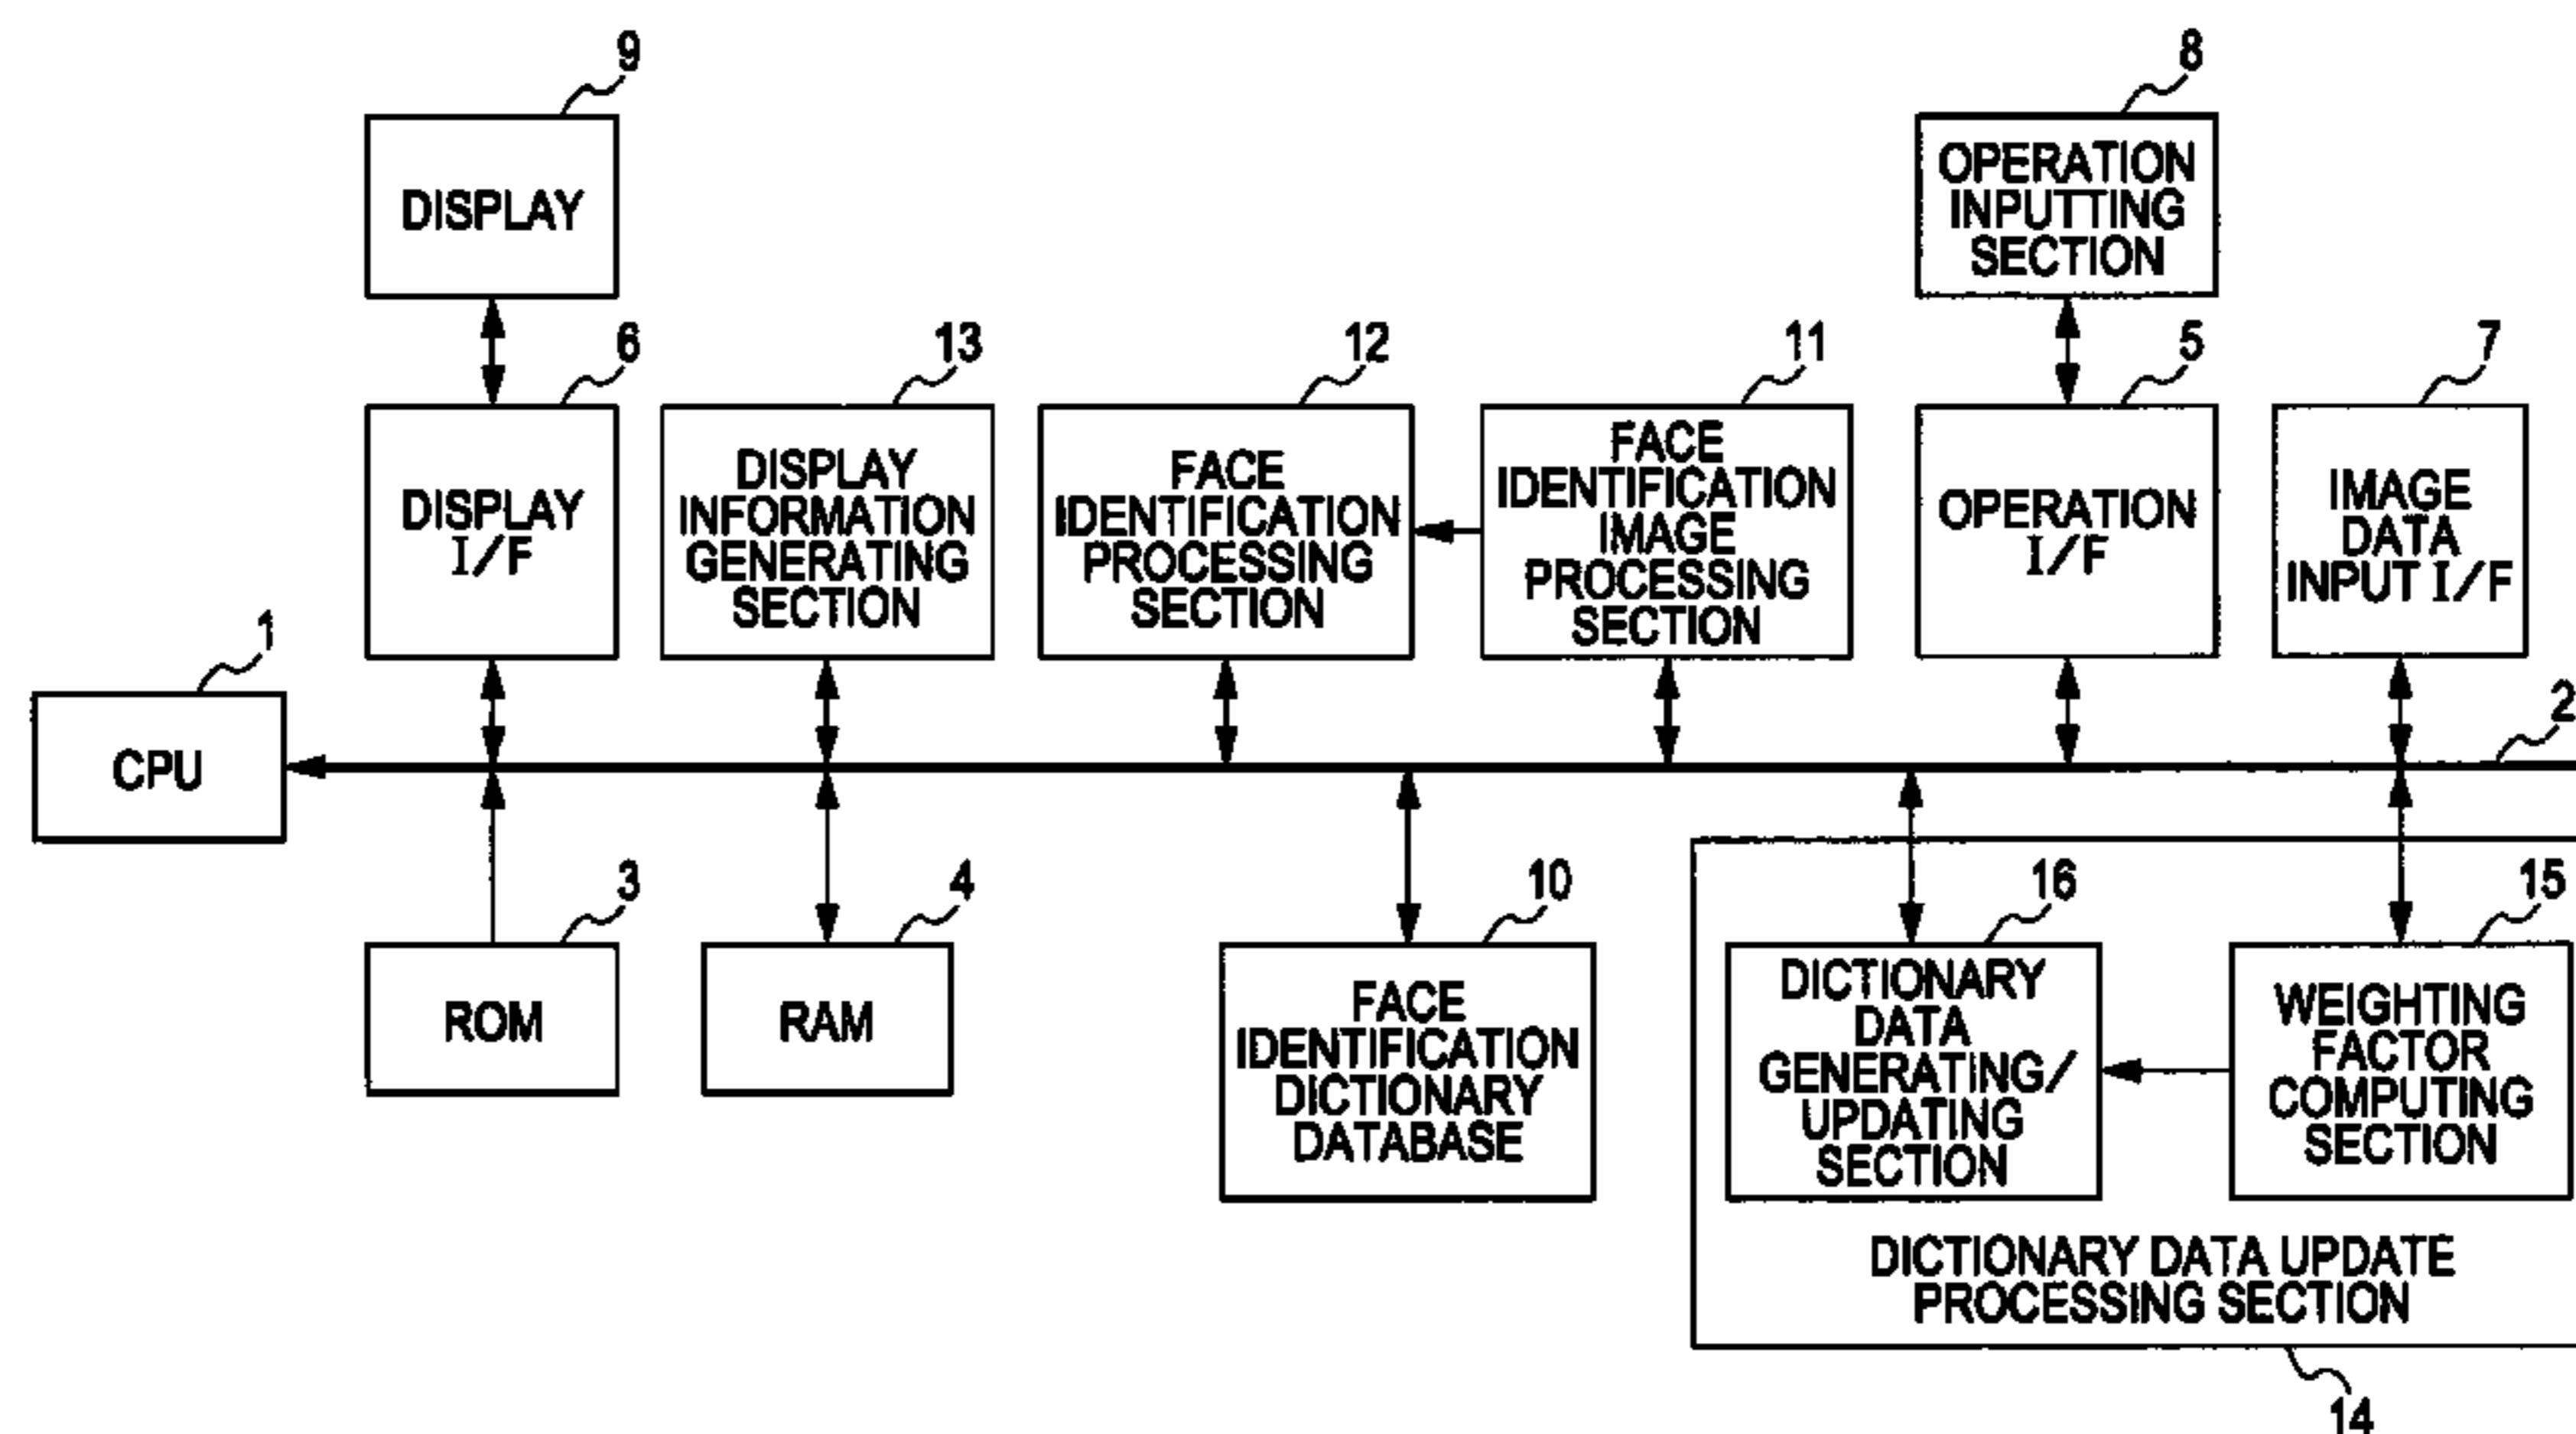 9
DISPLAY
8
OPERATION
INPUTTING
SECTION
6
DISPLAY
I/F
13
DISPLAY
INFORMATION
GENERATING
SECTION
12
FACE
IDENTIFICATION
PROCESSING
SECTION
11
FACE
IDENTIFICATION
IMAGE
PROCESSING
SECTION
5
OPERATION
I/F
7
IMAGE
DATA
INPUT I/F
1
CPU
2
3
ROM
4
RAM
10
FACE
IDENTIFICATION
DICTIONARY
DATABASE
16
DICTIONARY
DATA
GENERATING/
UPDATING
SECTION
15
WEIGHTING
FACTOR
COMPUTING
SECTION
DICTIONARY DATA UPDATE
PROCESSING SECTION
14